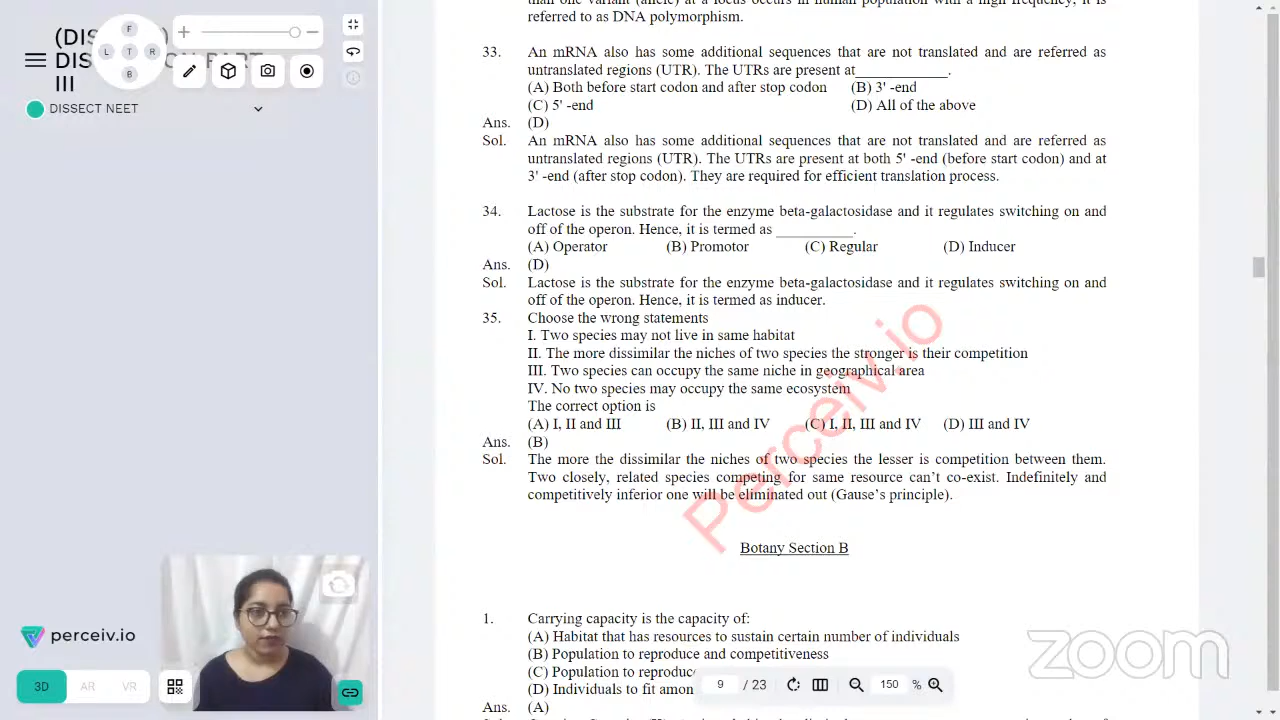 than one variant (allele) at a locus occurs in human population with a high frequency, it is
referred to as DNA polymorphism.
(DIS
DIS
III
F
L T R
B
DISSECT NEET
33. An mRNA also has some additional sequences that are not translated and are referred as
untranslated regions (UTR). The UTRs are present at_____________.
(A) Both before start codon and after stop codon (B) 3' -end
(C) 5' -end (D) All of the above
Ans. (D)
Sol. An mRNA also has some additional sequences that are not translated and are referred as
untranslated regions (UTR). The UTRs are present at both 5' -end (before start codon) and at
3' -end (after stop codon). They are required for efficient translation process.
34. Lactose is the substrate for the enzyme beta-galactosidase and it regulates switching on and
off of the operon. Hence, it is termed as ___________.
(A) Operator (B) Promotor (C) Regular (D) Inducer
Ans. (D)
Sol. Lactose is the substrate for the enzyme beta-galactosidase and it regulates switching on and
off of the operon. Hence, it is termed as inducer.
35. Choose the wrong statements
I. Two species may not live in same habitat
II. The more dissimilar the niches of two species the stronger is their competition
III. Two species can occupy the same niche in geographical area
IV. No two species may occupy the same ecosystem
The correct option is
(A) I, II and III (B) II, III and IV (C) I, II, III and IV (D) III and IV
Ans. (B)
Sol. The more the dissimilar the niches of two species the lesser is competition between them.
Two closely, related species competing for same resource can't co-exist. Indefinitely and
competitively inferior one will be eliminated out (Gause's principle).
Perceiv.io
Botany Section B
1. Carrying capacity is the capacity of:
(A) Habitat that has resources to sustain certain number of individuals
(B) Population to reproduce and competitiveness
(C) Population to reproduc
(D) Individuals to fit amon
Ans. (A)
9 / 23 150 %
perceiv.io
3D AR VR
zoom